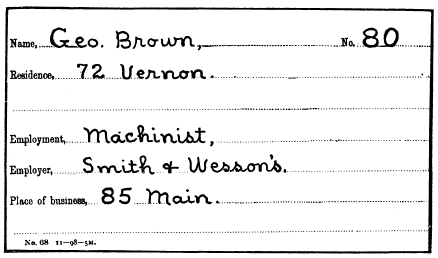 Name, Geo. Brown, No. 80
Residence, 72 Vernon.
Employment, Machinist,
Employer, Smith & Wesson's.
Place of business, 85 Main.
No. 68 11-98-5M.